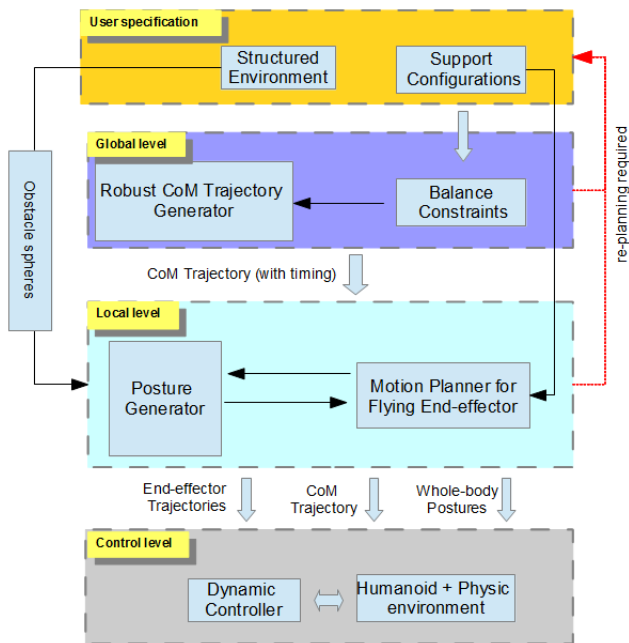 User specification
Structured
Environment
Support
Configurations
Global level
Robust CoM Trajectory
Generator
Balance
Constraints
Obstacle spheres
re-planning required
CoM Trajectory (with timing)
Local level
Posture
Generator
Motion Planner for
Flying End-effector
End-effector
Trajectories
CoM
Trajectory
Whole-body
Postures
Control level
Dynamic
Controller
Humanoid + Physic
environment